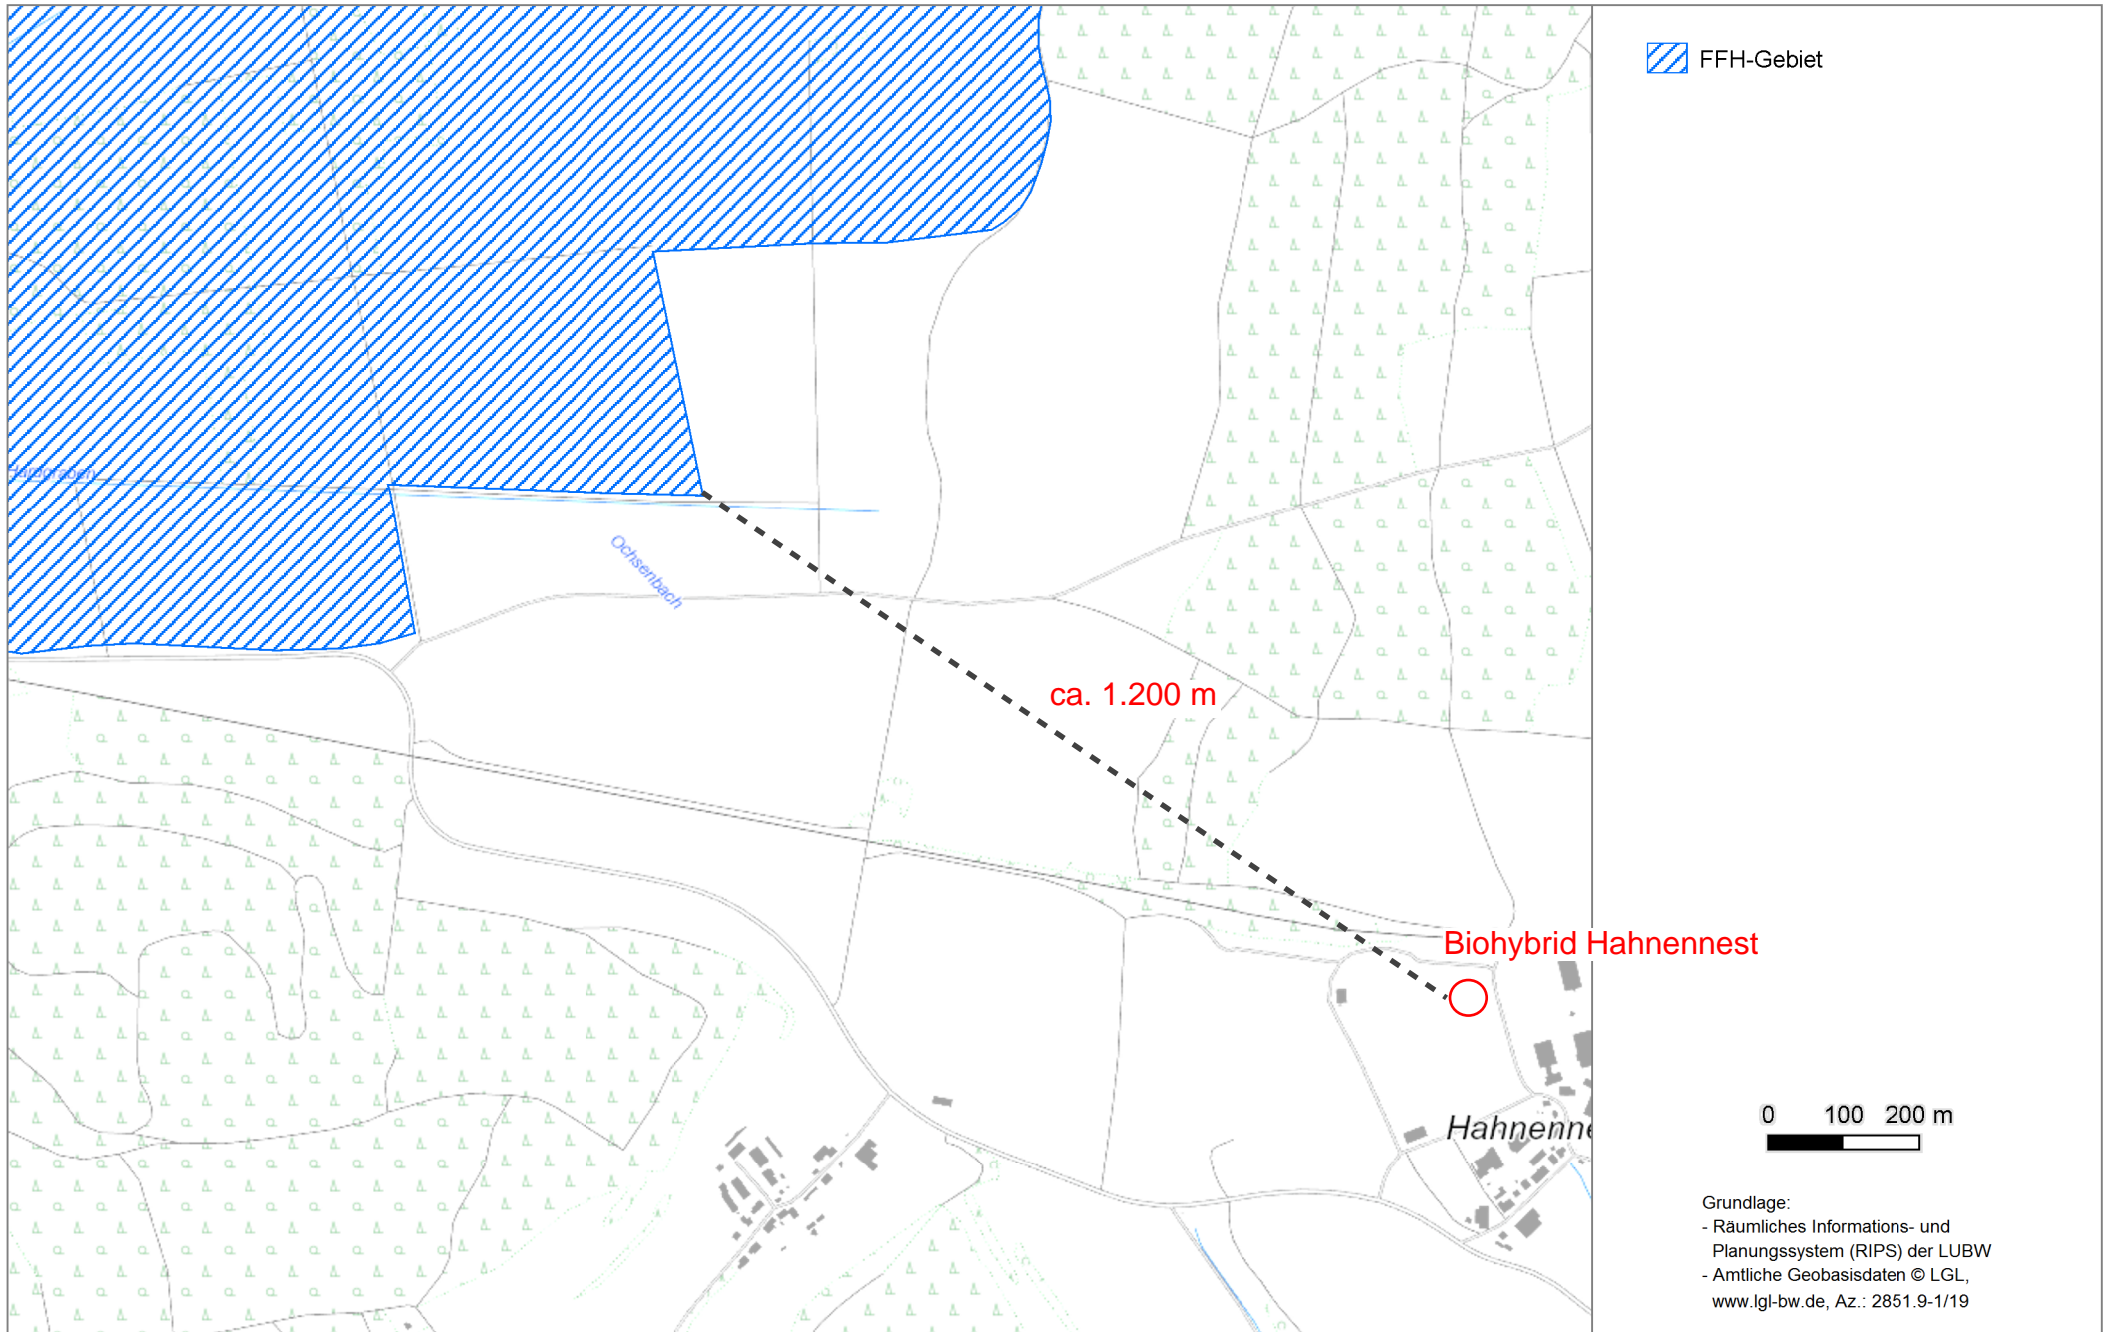 FFH-Gebiet
Haidgraben
Ochsenbach
ca. 1.200 m
Biohybrid Hahnennest
Hahnenne
0 100 200 m
Grundlage:
- Räumliches Informations- und
Planungssystem (RIPS) der LUBW
- Amtliche Geobasisdaten © LGL,
www.lgl-bw.de, Az.: 2851.9-1/19